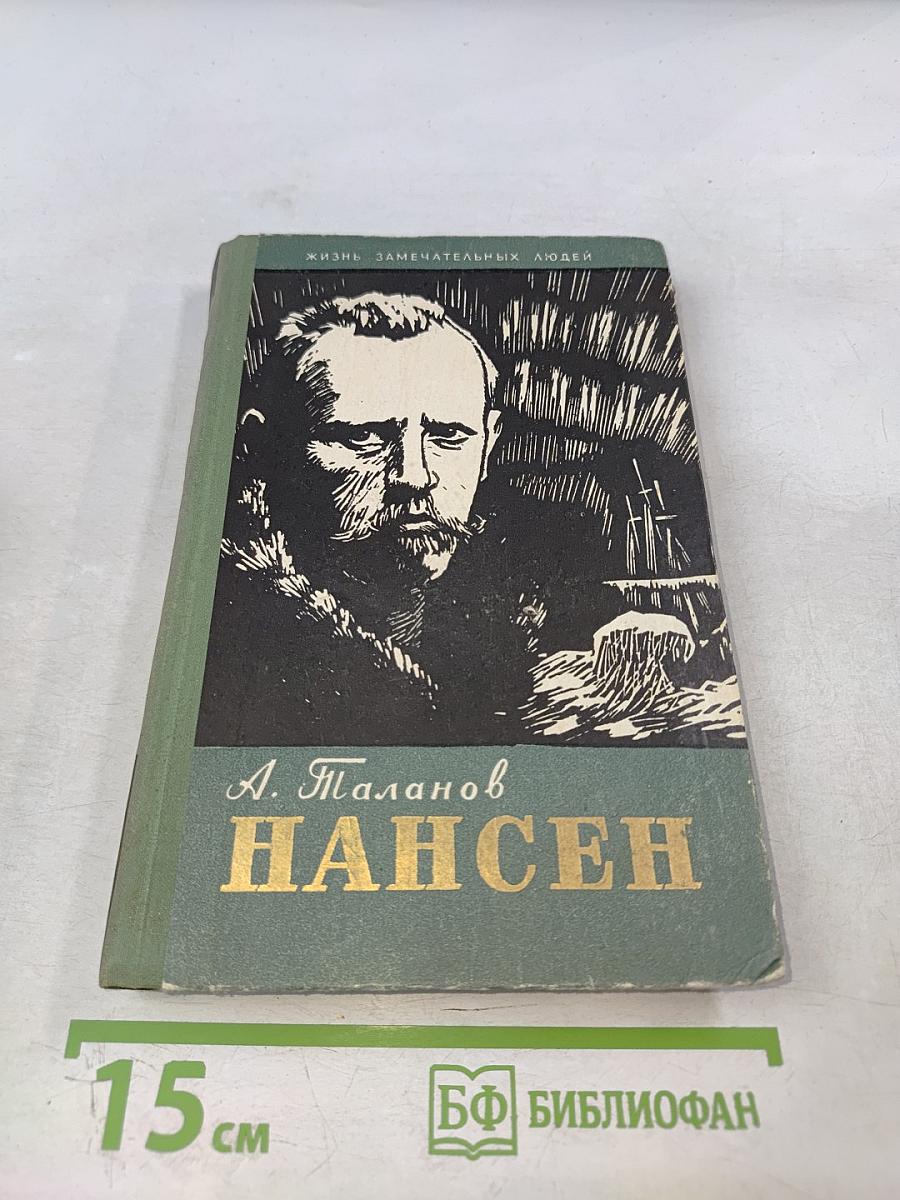 ЖИЗНЬ ЗАМЕЧАТЕЛЬНЫХ ЛЮДЕЙ
А. Таланов
НАНСЕН
15 см
БФ БИБЛИОФАН